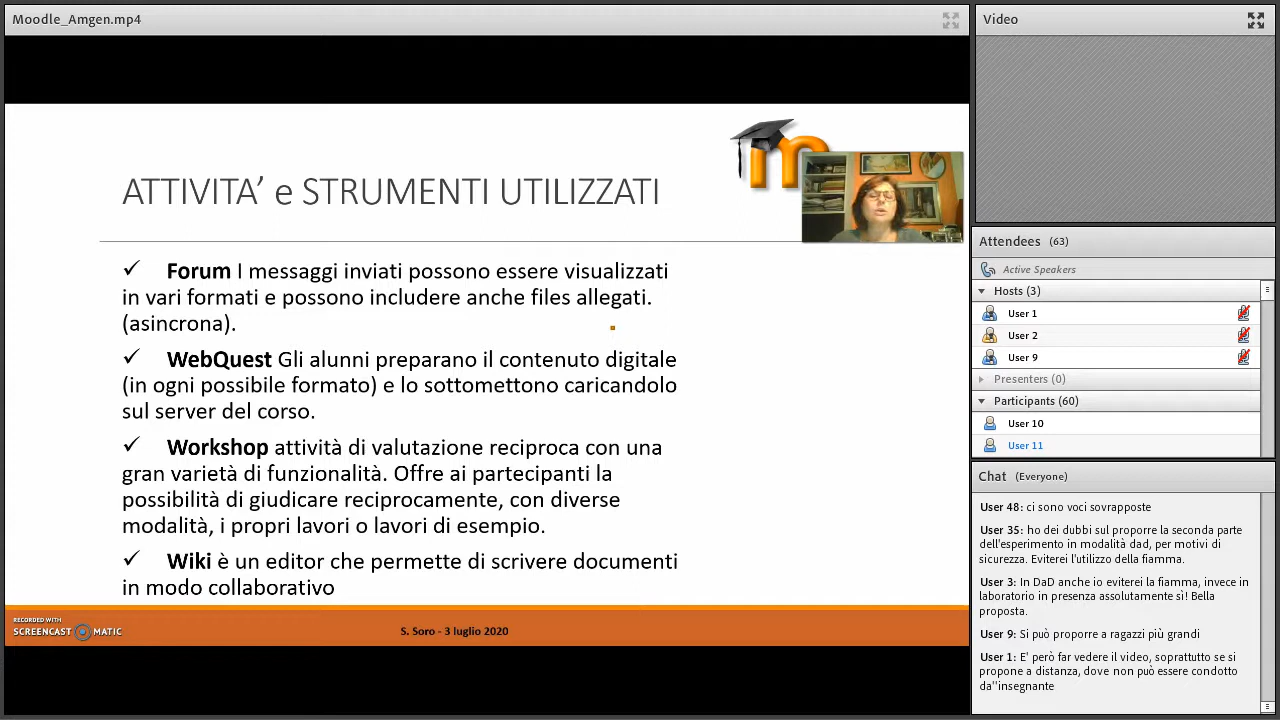 Moodle_Amgen.mp4
ATTIVITA’ e STRUMENTI UTILIZZATI
m
✓ Forum I messaggi inviati possono essere visualizzati
in vari formati e possono includere anche files allegati.
(asincrona).
✓ WebQuest Gli alunni preparano il contenuto digitale
(in ogni possibile formato) e lo sottomettono caricandolo
sul server del corso.
✓ Workshop attività di valutazione reciproca con una
gran varietà di funzionalità. Offre ai partecipanti la
possibilità di giudicare reciprocamente, con diverse
modalità, i propri lavori o lavori di esempio.
✓ Wiki è un editor che permette di scrivere documenti
in modo collaborativo
RECORDED WITH
SCREENCAST MATIC
S. Soro - 3 luglio 2020
Video
Attendees (63)
Active Speakers
Hosts (3)
User 1
User 2
User 9
Presenters (0)
Participants (60)
User 10
User 11
Chat (Everyone)
User 48: ci sono voci sovrapposte
User 35: ho dei dubbi sul proporre la seconda parte
dell'esperimento in modalità dad, per motivi di
sicurezza. Eviterei l'utilizzo della fiamma.
User 3: In DaD anche io eviterei la fiamma, invece in
laboratorio in presenza assolutamente sì! Bella
proposta.
User 9: Si può proporre a ragazzi più grandi
User 1: E' però far vedere il video, soprattutto se si
propone a distanza, dove non può essere condotto
da''insegnante